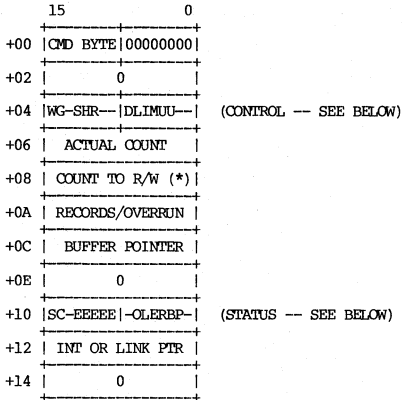 15 0
+00 |CMD BYTE|00000000|
+02 | 0 |
+04 |WG-SHR--|DLIMUU--| (CONTROL -- SEE BELOW)
+06 | ACTUAL COUNT |
+08 | COUNT TO R/W (*)|
+0A | RECORDS/OVERRUN |
+0C | BUFFER POINTER |
+0E | 0 |
+10 |SC-EEEEE|-OLERBP-| (STATUS -- SEE BELOW)
+12 | INT OR LINK PTR |
+14 | 0 |